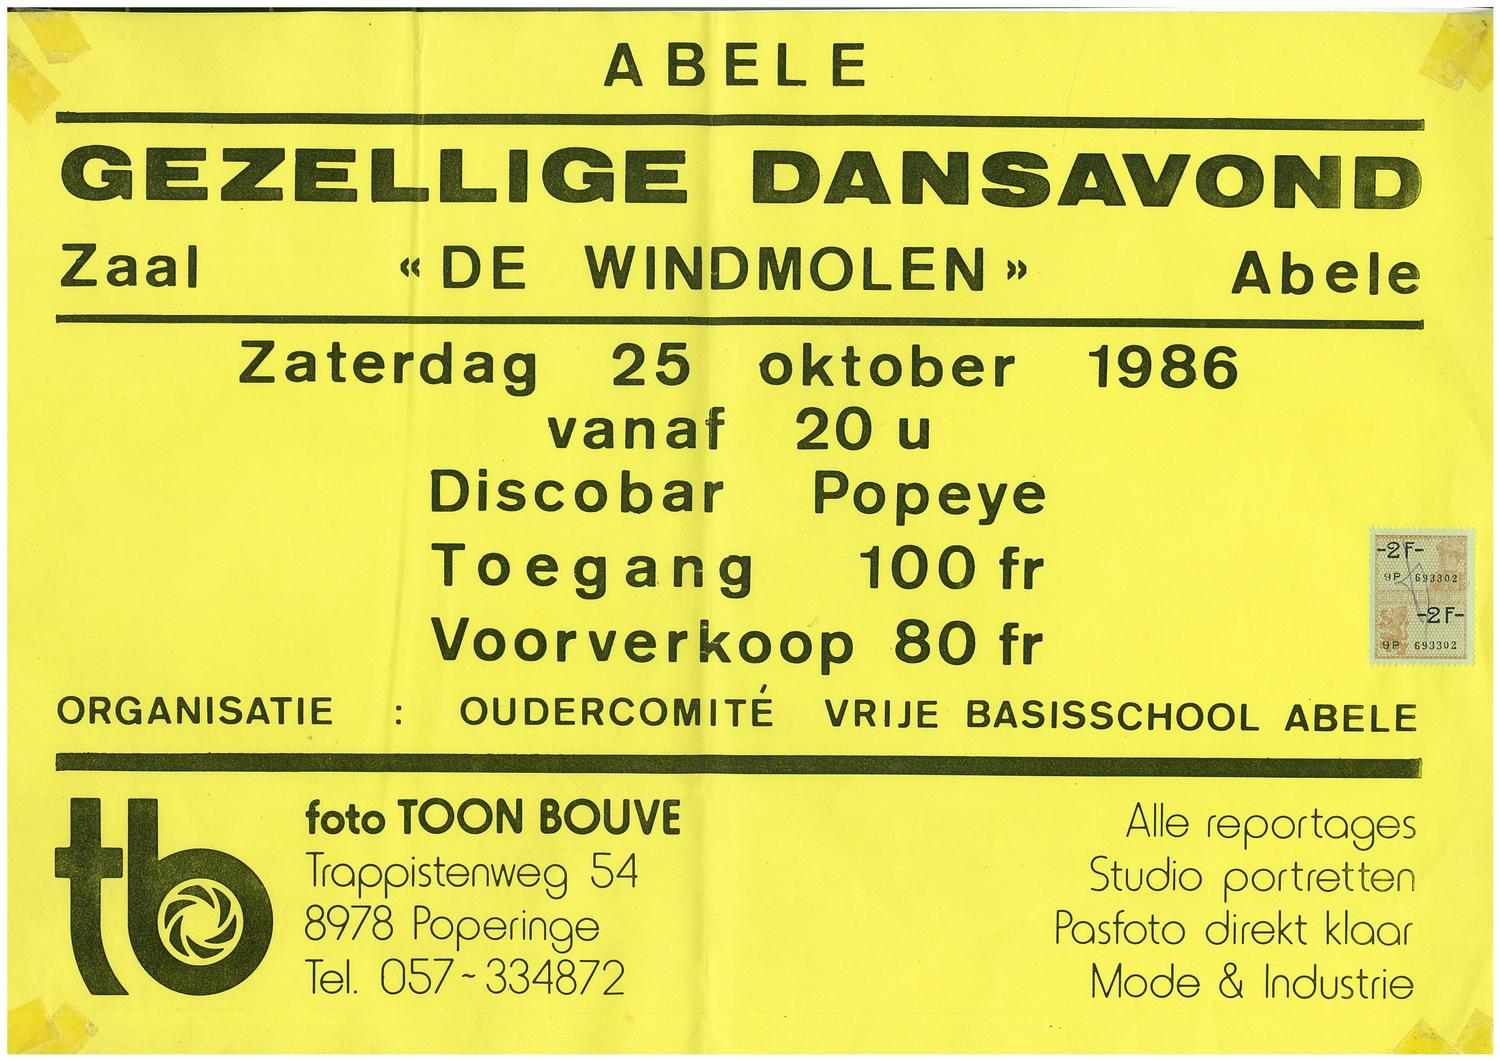 ABELE
GEZELLIGE DANSAVOND
Zaal « DE WINDMOLEN » Abele
Zaterdag 25 oktober 1986
vanaf 20 u
Discobar Popeye
Toegang 100 fr
Voorverkoop 80 fr
-2F-
9P 693302
-2F-
9P 693302
ORGANISATIE : OUDERCOMITÉ VRIJE BASISSCHOOL ABELE
tb
foto TOON BOUVE
Trappistenweg 54
8978 Poperinge
Tel. 057~334872
Alle reportages
Studio portretten
Pasfoto direkt klaar
Mode & Industrie